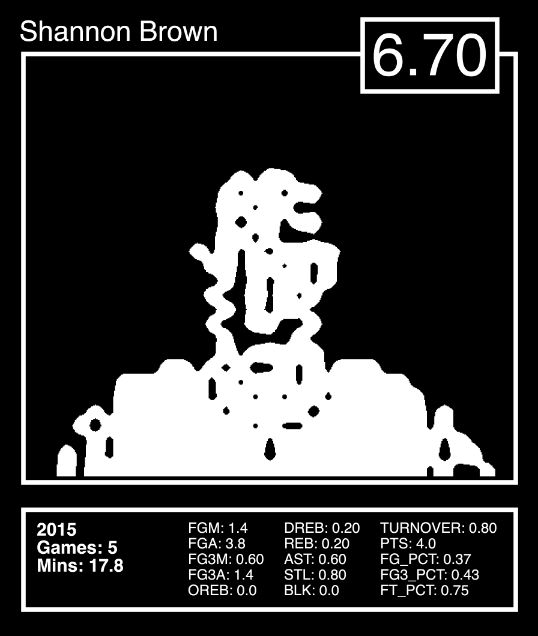 Shannon Brown
6.70
2015
Games: 5
Mins: 17.8
FGM: 1.4
FGA: 3.8
FG3M: 0.60
FG3A: 1.4
OREB: 0.0
DREB: 0.20
REB: 0.20
AST: 0.60
STL: 0.80
BLK: 0.0
TURNOVER: 0.80
PTS: 4.0
FG_PCT: 0.37
FG3_PCT: 0.43
FT_PCT: 0.75